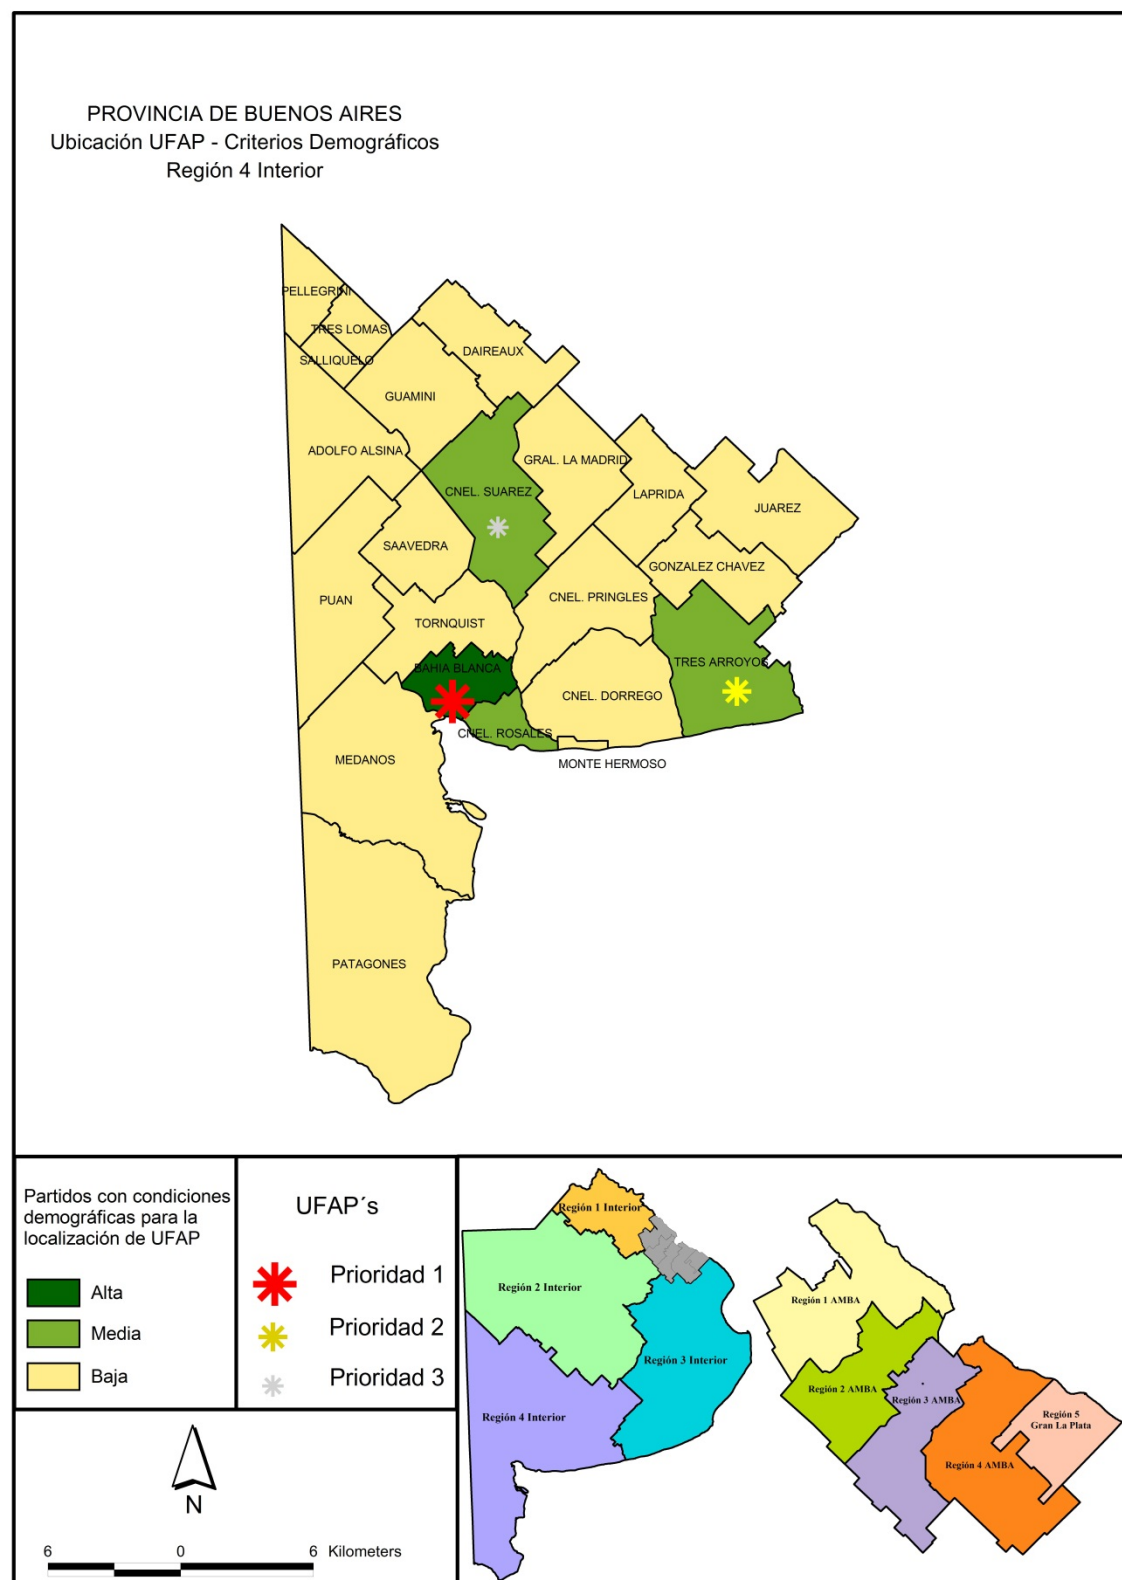 PROVINCIA DE BUENOS AIRES
Ubicación UFAP - Criterios Demográficos
Región 4 Interior
PELLEGRINI
TRES LOMAS
SALLIQUELO
DAIREAUX
GUAMINI
ADOLFO ALSINA
GRAL. LA MADRID
CNEL. SUAREZ
LAPRIDA
JUAREZ
SAAVEDRA
GONZALEZ CHAVEZ
PUAN
CNEL. PRINGLES
TORNQUIST
BAHIA BLANCA
TRES ARROYOS
CNEL. DORREGO
CNEL. ROSALES
MEDANOS
MONTE HERMOSO
PATAGONES
Partidos con condiciones
demográficas para la
localización de UFAP
Alta
Media
Baja
UFAP´s
Prioridad 1
Prioridad 2
Prioridad 3
N
6 0 6 Kilometers
Región 1 Interior
Región 2 Interior
Región 3 Interior
Región 4 Interior
Región 1 AMBA
Región 2 AMBA
Región 3 AMBA
Región 4 AMBA
Región 5
Gran La Plata